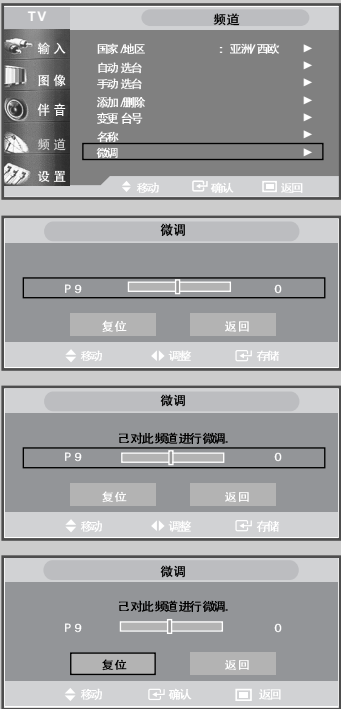 TV 频道
输入
图像
伴音
频道
设置
国家/地区 : 亚洲/西欧 ▶
自动选台 ▶
手动选台 ▶
添加/删除 ▶
变更台号 ▶
名称 ▶
微调 ▶
移动 确认 返回
微调
P 9 0
复位 返回
移动 调整 存储
微调
己对此频道进行微调.
P 9 0
复位 返回
移动 调整 存储
微调
己对此频道进行微调.
P 9 0
复位 返回
移动 确认 返回